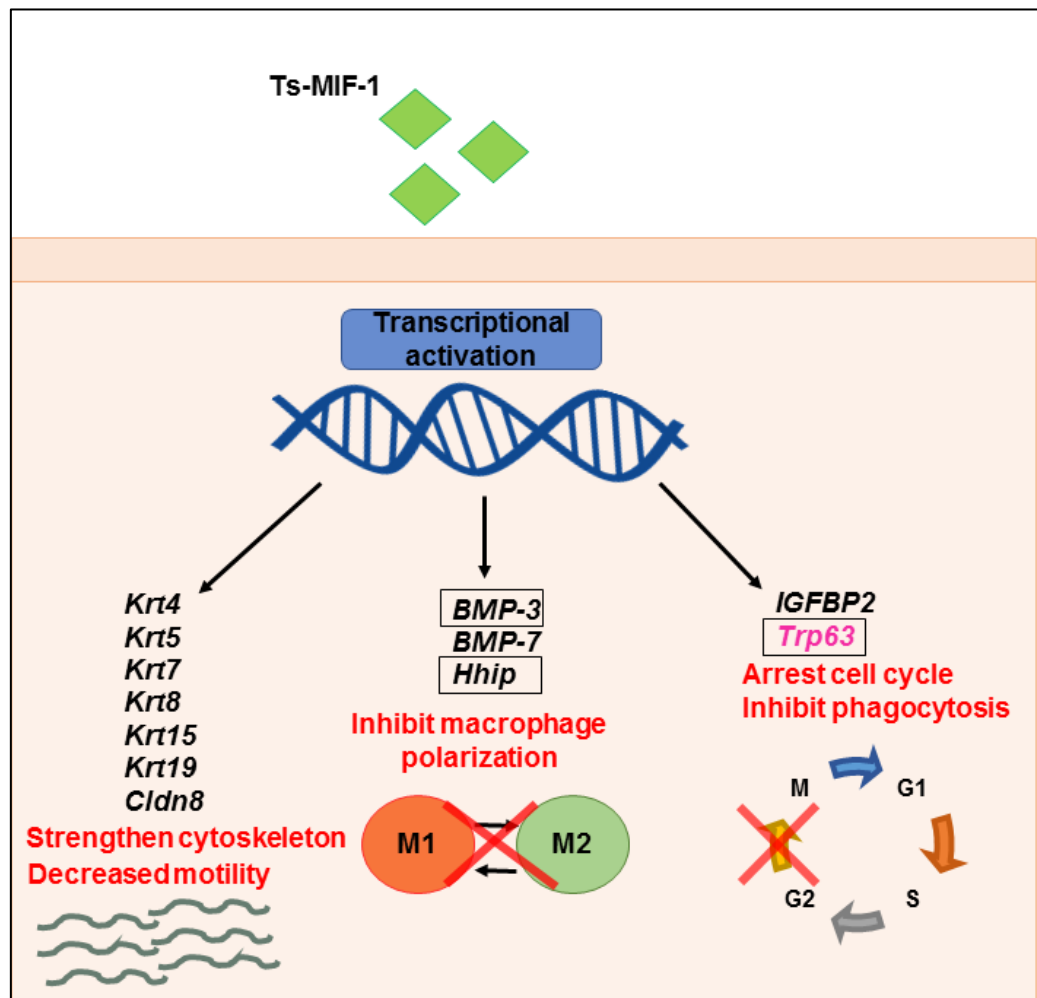 Ts-MIF-1
Transcriptional
activation
Krt4
Krt5
Krt7
Krt8
Krt15
Krt19
Cldn8
Strengthen cytoskeleton
Decreased motility
BMP-3
BMP-7
Hhip
Inhibit macrophage
polarization
M1
M2
IGFBP2
Trp63
Arrest cell cycle
Inhibit phagocytosis
M
G1
G2
S